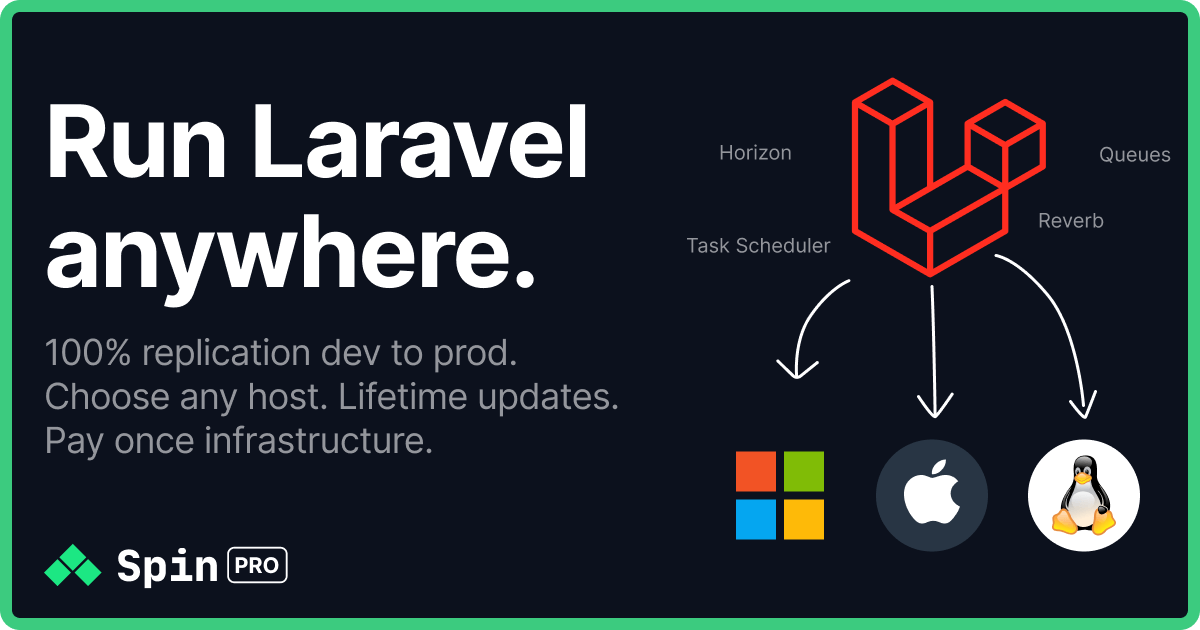 Run Laravel
anywhere.
100% replication dev to prod.
Choose any host. Lifetime updates.
Pay once infrastructure.
Spin PRO
Horizon
Queues
Reverb
Task Scheduler